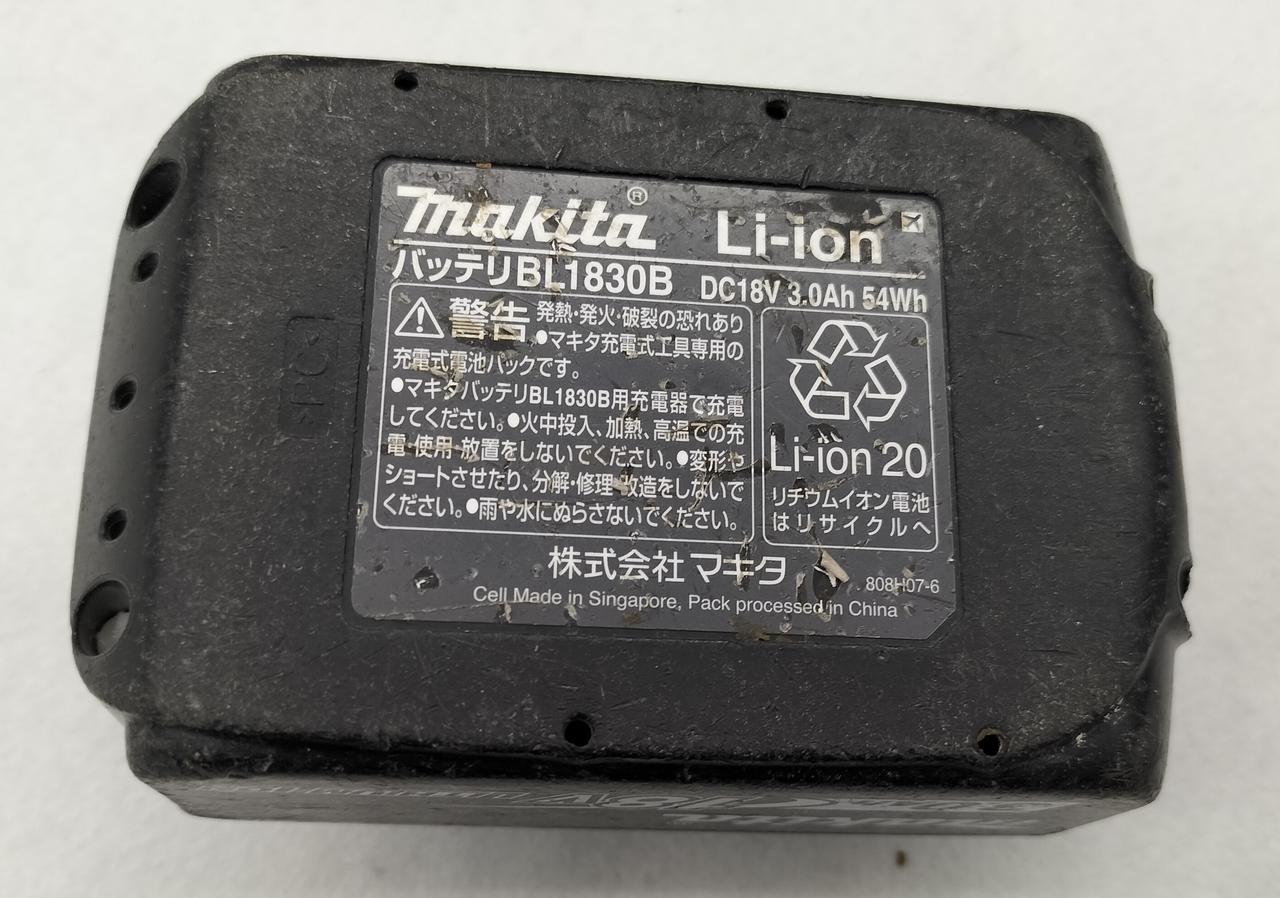 makita®
Li-ion
バッテリBL1830B DC18V 3.0Ah 54Wh
警告 発熱・発火・破裂の恐れあり
●マキタ充電式工具専用の
充電式電池パックです。
●マキタバッテリBL1830B用充電器で充電
してください。●火中投入、加熱、高温での充
電・使用・放置をしないでください。●変形や
ショートさせたり、分解・修理・改造をしないで
ください。●雨や水にぬらさないでください。
Li-ion 20
リチウムイオン電池
はリサイクルへ
株式会社マキタ
808H07-6
Cell Made in Singapore, Pack processed in China